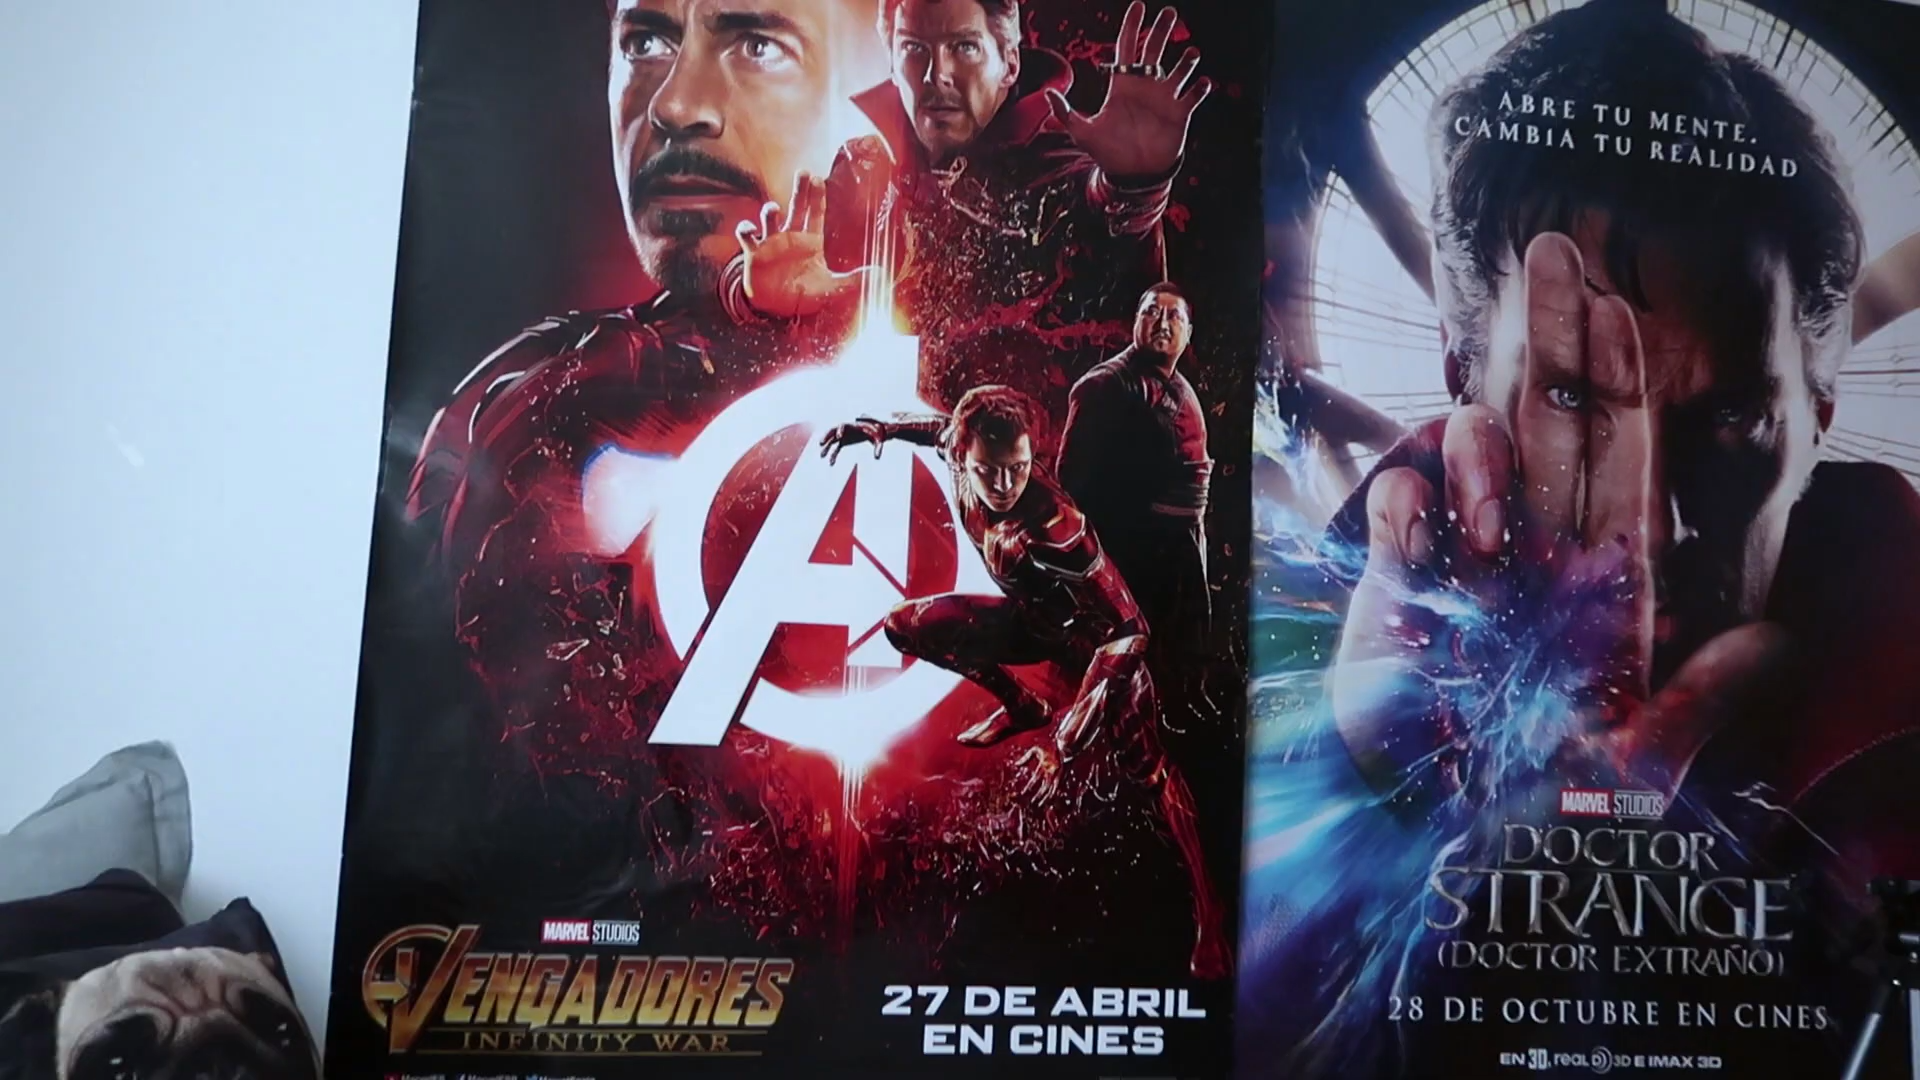 MARVEL STUDIOS
VENGADORES
INFINITY WAR
27 DE ABRIL
EN CINES
ABRE TU MENTE.
CAMBIA TU REALIDAD
MARVEL STUDIOS
DOCTOR
STRANGE
(DOCTOR EXTRAÑO)
28 DE OCTUBRE EN CINES
EN 3D, REAL D 3D E IMAX 3D